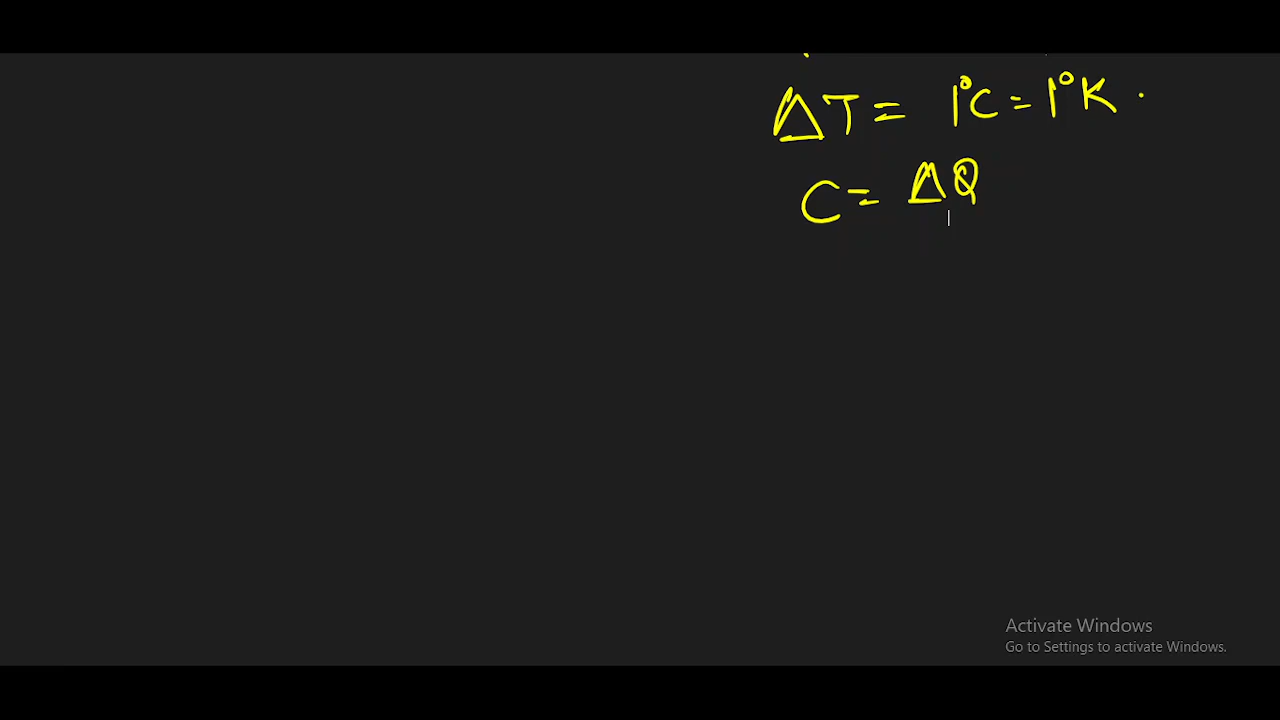 ΔT = 1°C = 1°K .
C = ΔQ
Activate Windows
Go to Settings to activate Windows.